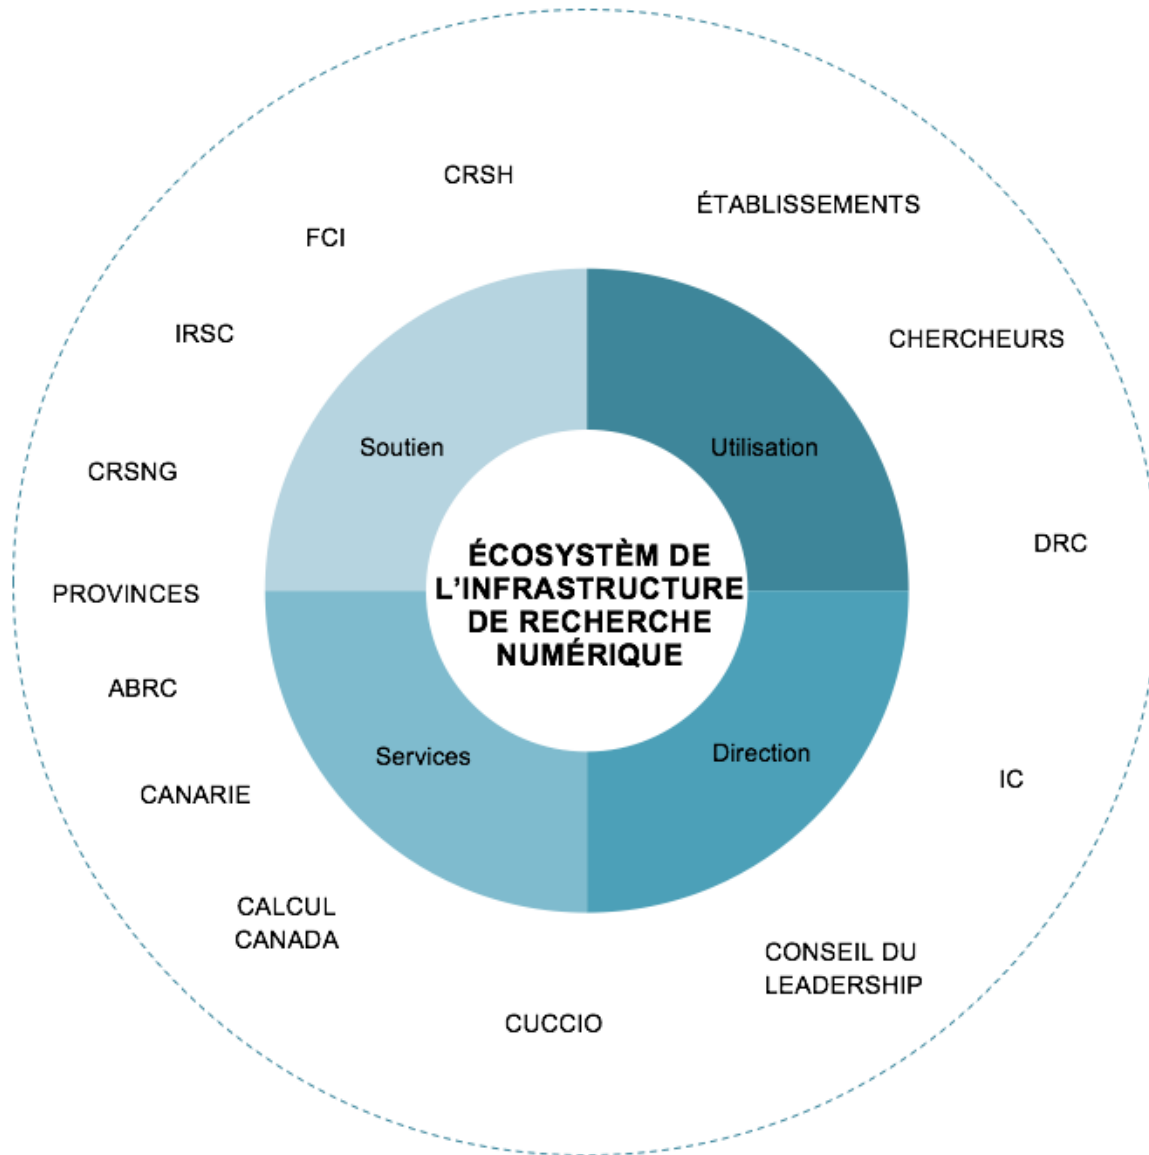 CRSH
ÉTABLISSEMENTS
FCI
IRSC
CHERCHEURS
Soutien
Utilisation
CRSNG
DRC
ÉCOSYSTÈM DE
L’INFRASTRUCTURE
DE RECHERCHE
NUMÉRIQUE
PROVINCES
ABRC
Services
Direction
CANARIE
IC
CALCUL
CANADA
CONSEIL DU
LEADERSHIP
CUCCIO